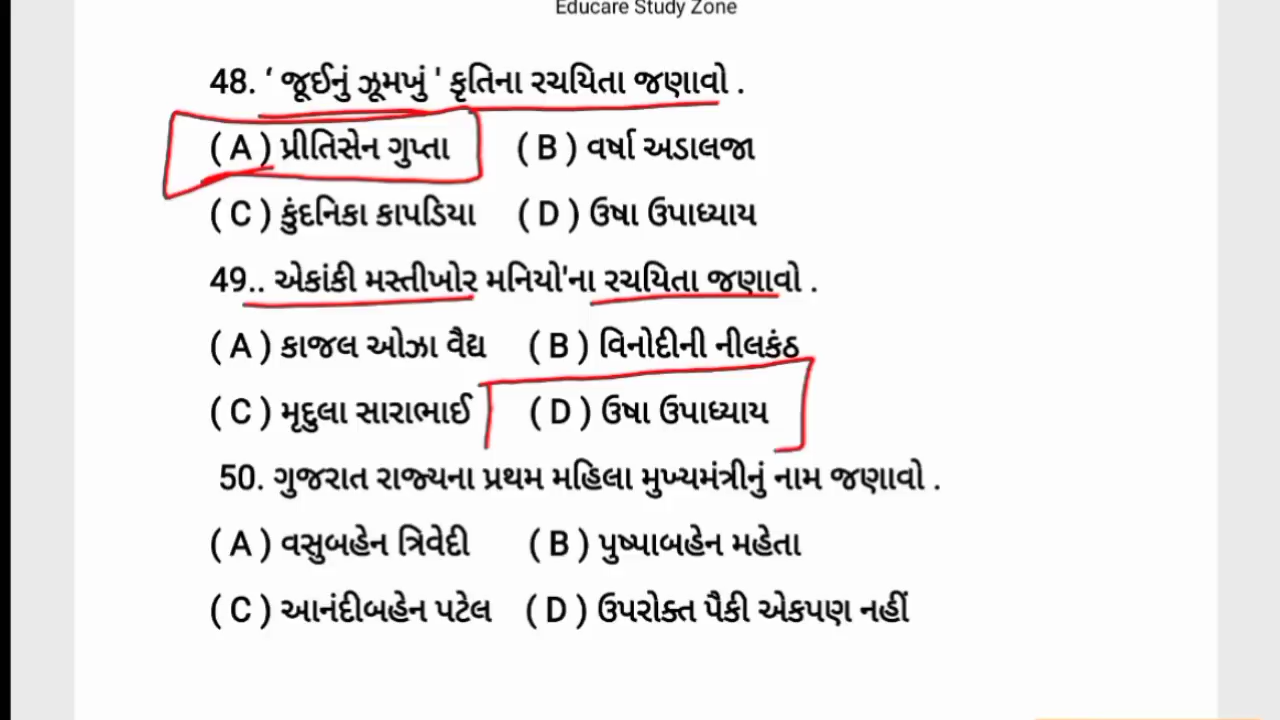 Educare Study Zone
48. ‘ જૂઈનું ઝૂમખું ' કૃતિના રચયિતા જણાવો .
( A ) પ્રીતિસેન ગુપ્તા ( B ) વર્ષા અડાલજા
( C ) કુંદનિકા કાપડિયા ( D ) ઉષા ઉપાધ્યાય
49.. એકાંકી મસ્તીખોર મનિયો'ના રચયિતા જણાવો .
( A ) કાજલ ઓઝા વૈદ્ય ( B ) વિનોદીની નીલકંઠ
( C ) મૃદુલા સારાભાઈ ( D ) ઉષા ઉપાધ્યાય
50. ગુજરાત રાજ્યના પ્રથમ મહિલા મુખ્યમંત્રીનું નામ જણાવો .
( A ) વસુબહેન ત્રિવેદી ( B ) પુષ્પાબહેન મહેતા
( C ) આનંદીબહેન પટેલ ( D ) ઉપરોક્ત પૈકી એકપણ નહીં